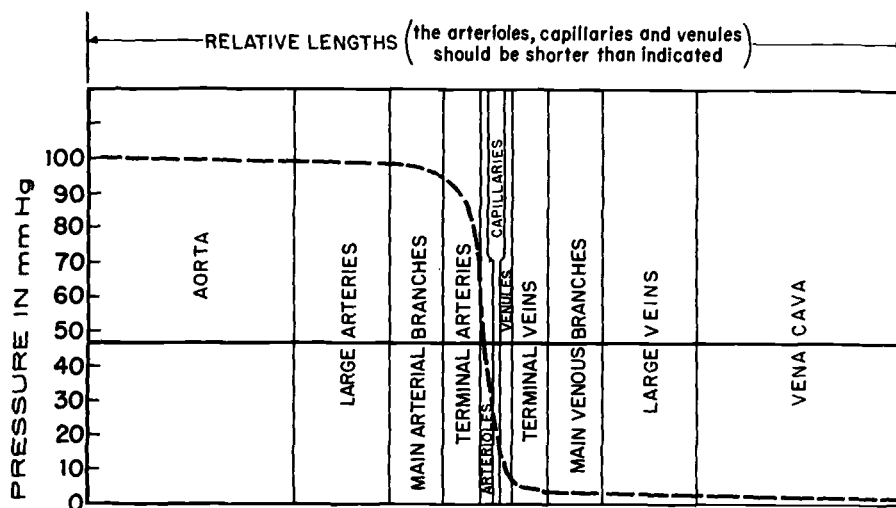 RELATIVE LENGTHS (the arterioles, capillaries and venules
should be shorter than indicated)
PRESSURE IN mm Hg
100
90
80
70
60
50
40
30
20
10
0
AORTA
LARGE ARTERIES
MAIN ARTERIAL BRANCHES
TERMINAL ARTERIES
ARTERIOLES
CAPILLARIES
VENULES
TERMINAL VEINS
MAIN VENOUS BRANCHES
LARGE VEINS
VENA CAVA